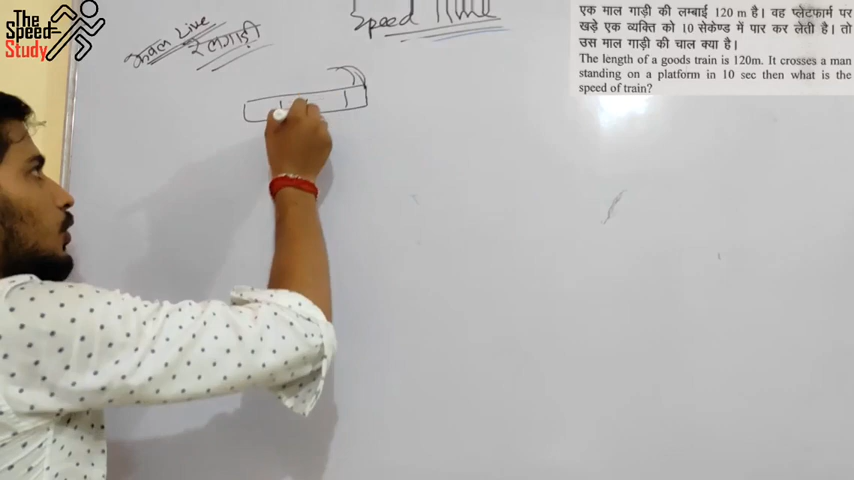 The
Speed
Study
केवल Live
रेलगाड़ी
Speed Time
एक माल गाड़ी की लम्बाई 120 m है। वह प्लेटफार्म पर
खड़े एक व्यक्ति को 10 सेकेण्ड में पार कर लेती है। तो
उस माल गाड़ी की चाल क्या है।
The length of a goods train is 120m. It crosses a man
standing on a platform in 10 sec then what is the
speed of train?